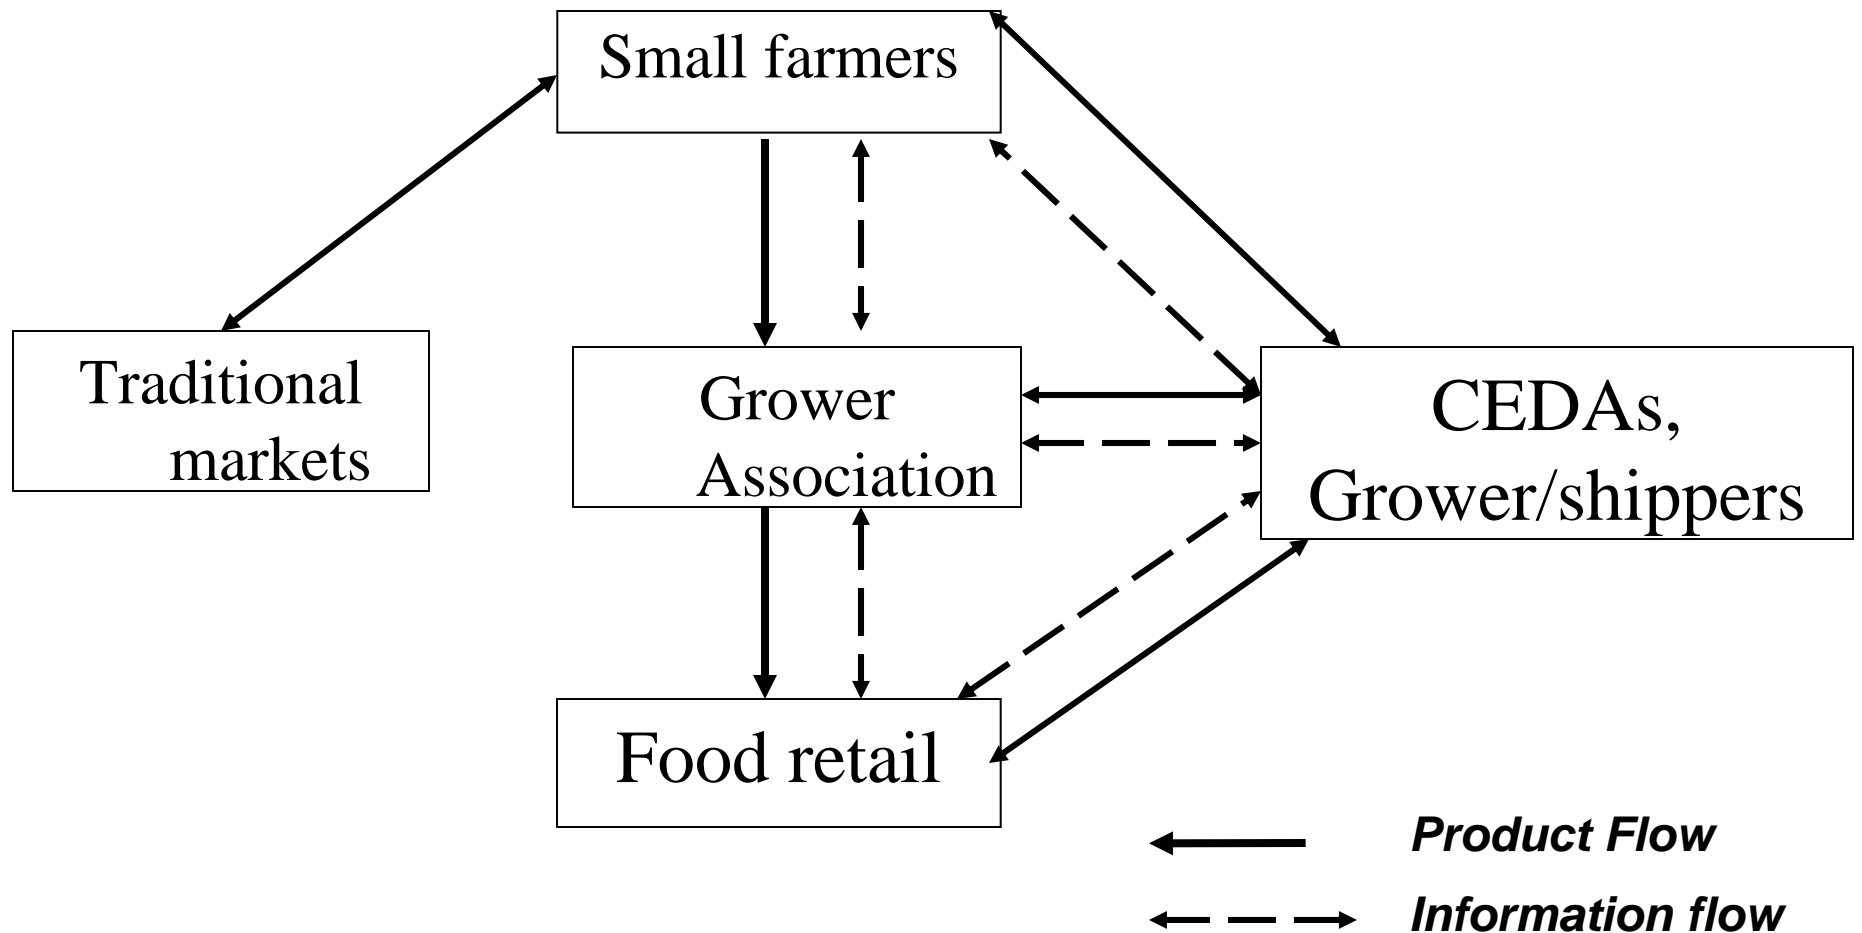 Small farmers
Traditional
markets
Grower
Association
CEDAs,
Grower/shippers
Food retail
Product Flow
Information flow